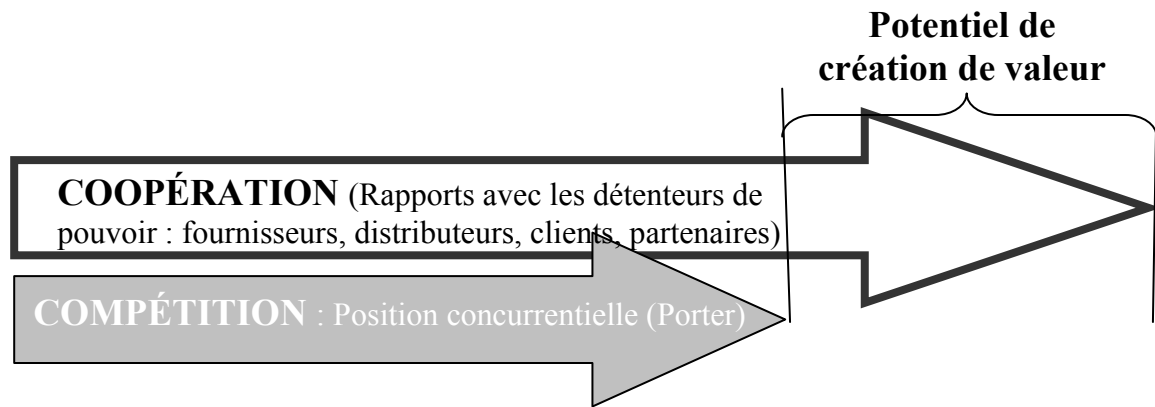 Potentiel de
création de valeur
COOPÉRATION (Rapports avec les détenteurs de
pouvoir : fournisseurs, distributeurs, clients, partenaires)
COMPÉTITION : Position concurrentielle (Porter)